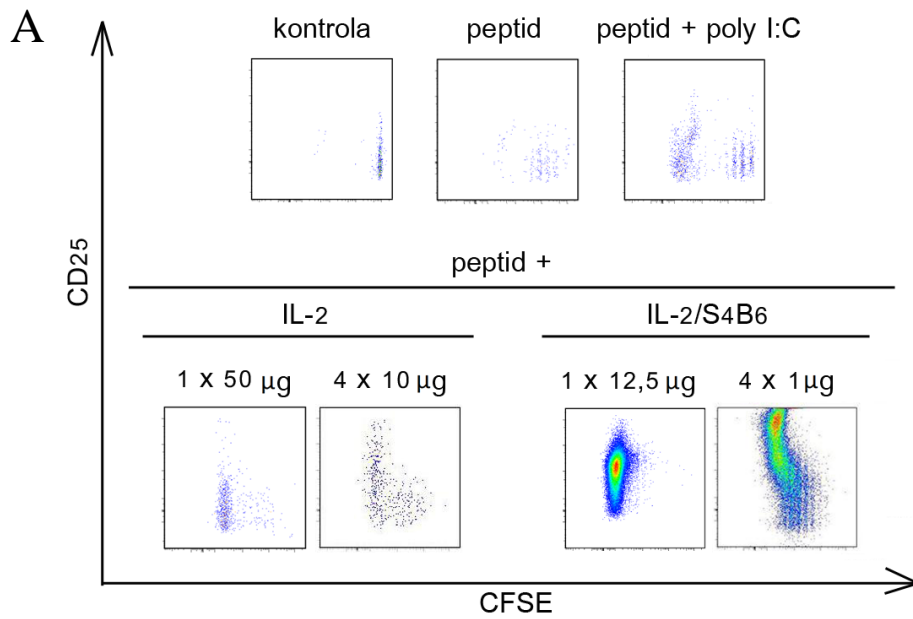 A
kontrola peptid peptid + poly I:C
CD25
peptid +
IL-2 IL-2/S4B6
1 x 50 µg 4 x 10 µg 1 x 12,5 µg 4 x 1µg
CFSE